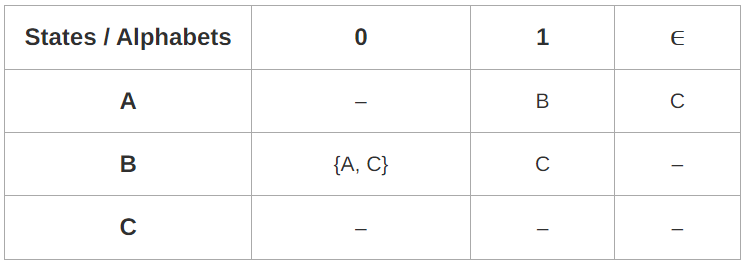 States / Alphabets 0 1 ∈
A – B C
B {A, C} C –
C – – –